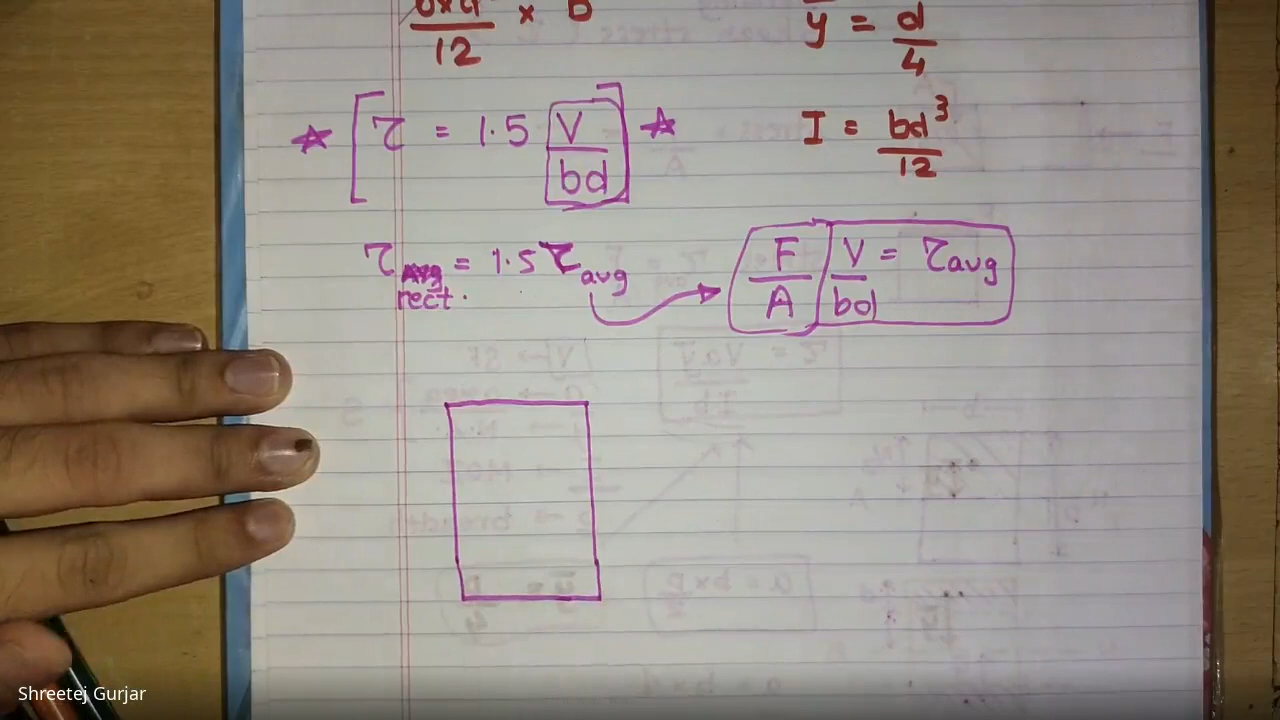 12 × b
ȳ = d/4
τ = 1.5 V/bd
I = bd³/12
τ rect. = 1.5 τavg
F/A V/bd = τavg
Shreetej Gurjar